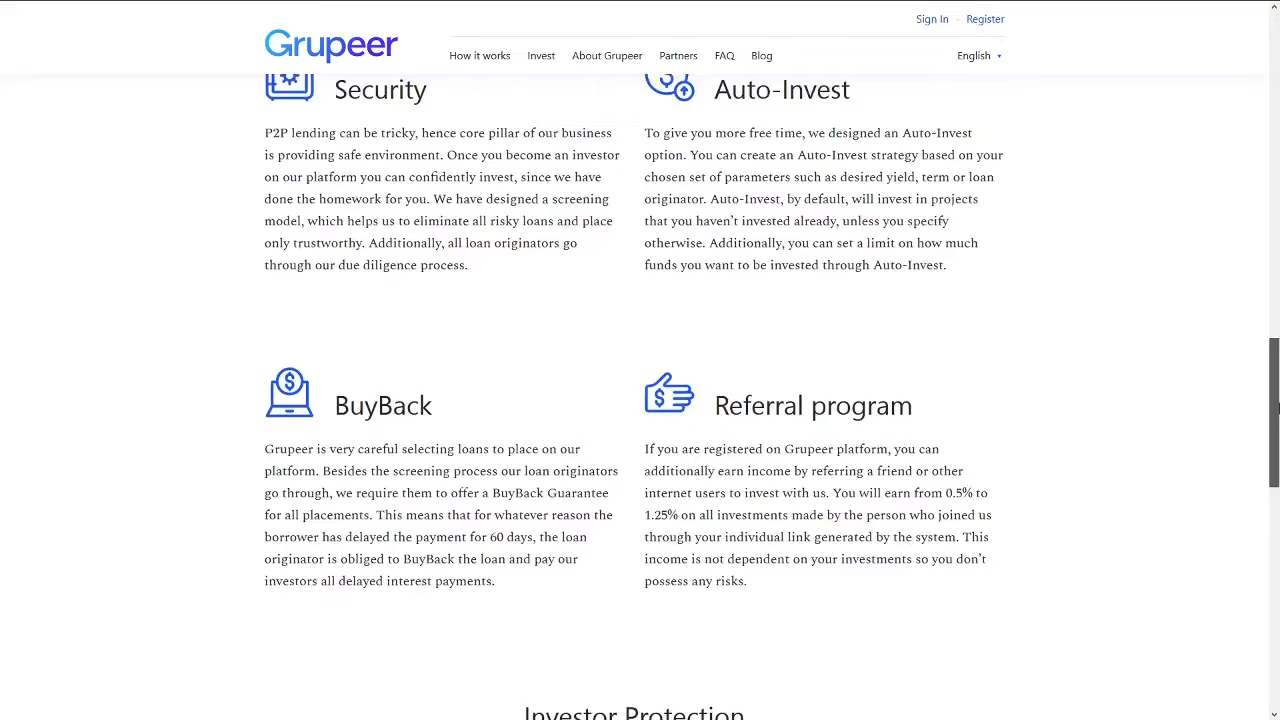 Sign In · Register
Grupeer
How it works Invest About Grupeer Partners FAQ Blog English
Security
P2P lending can be tricky, hence core pillar of our business
is providing safe environment. Once you become an investor
on our platform you can confidently invest, since we have
done the homework for you. We have designed a screening
model, which helps us to eliminate all risky loans and place
only trustworthy. Additionally, all loan originators go
through our due diligence process.
Auto-Invest
To give you more free time, we designed an Auto-Invest
option. You can create an Auto-Invest strategy based on your
chosen set of parameters such as desired yield, term or loan
originator. Auto-Invest, by default, will invest in projects
that you haven’t invested already, unless you specify
otherwise. Additionally, you can set a limit on how much
funds you want to be invested through Auto-Invest.
BuyBack
Grupeer is very careful selecting loans to place on our
platform. Besides the screening process our loan originators
go through, we require them to offer a BuyBack Guarantee
for all placements. This means that for whatever reason the
borrower has delayed the payment for 60 days, the loan
originator is obliged to BuyBack the loan and pay our
investors all delayed interest payments.
Referral program
If you are registered on Grupeer platform, you can
additionally earn income by referring a friend or other
internet users to invest with us. You will earn from 0.5% to
1.25% on all investments made by the person who joined us
through your individual link generated by the system. This
income is not dependent on your investments so you don’t
possess any risks.
Investor Protection